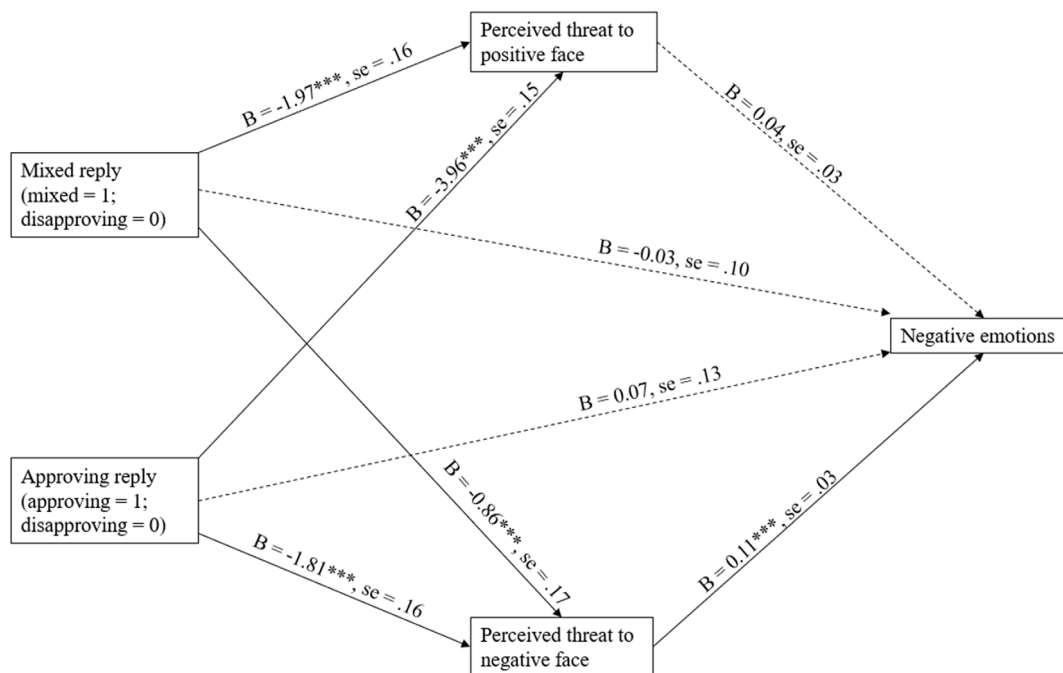 Perceived threat to
positive face
B = -1.97***, se = .16
B = -3.96***, se = .15
B = 0.04, se = .03
Mixed reply
(mixed = 1;
disapproving = 0)
B = -0.03, se = .10
Negative emotions
B = 0.07, se = .13
Approving reply
(approving = 1;
disapproving = 0)
B = -0.86***, se = .17
B = -1.81***, se = .16
B = 0.11***, se = .03
Perceived threat to
negative face